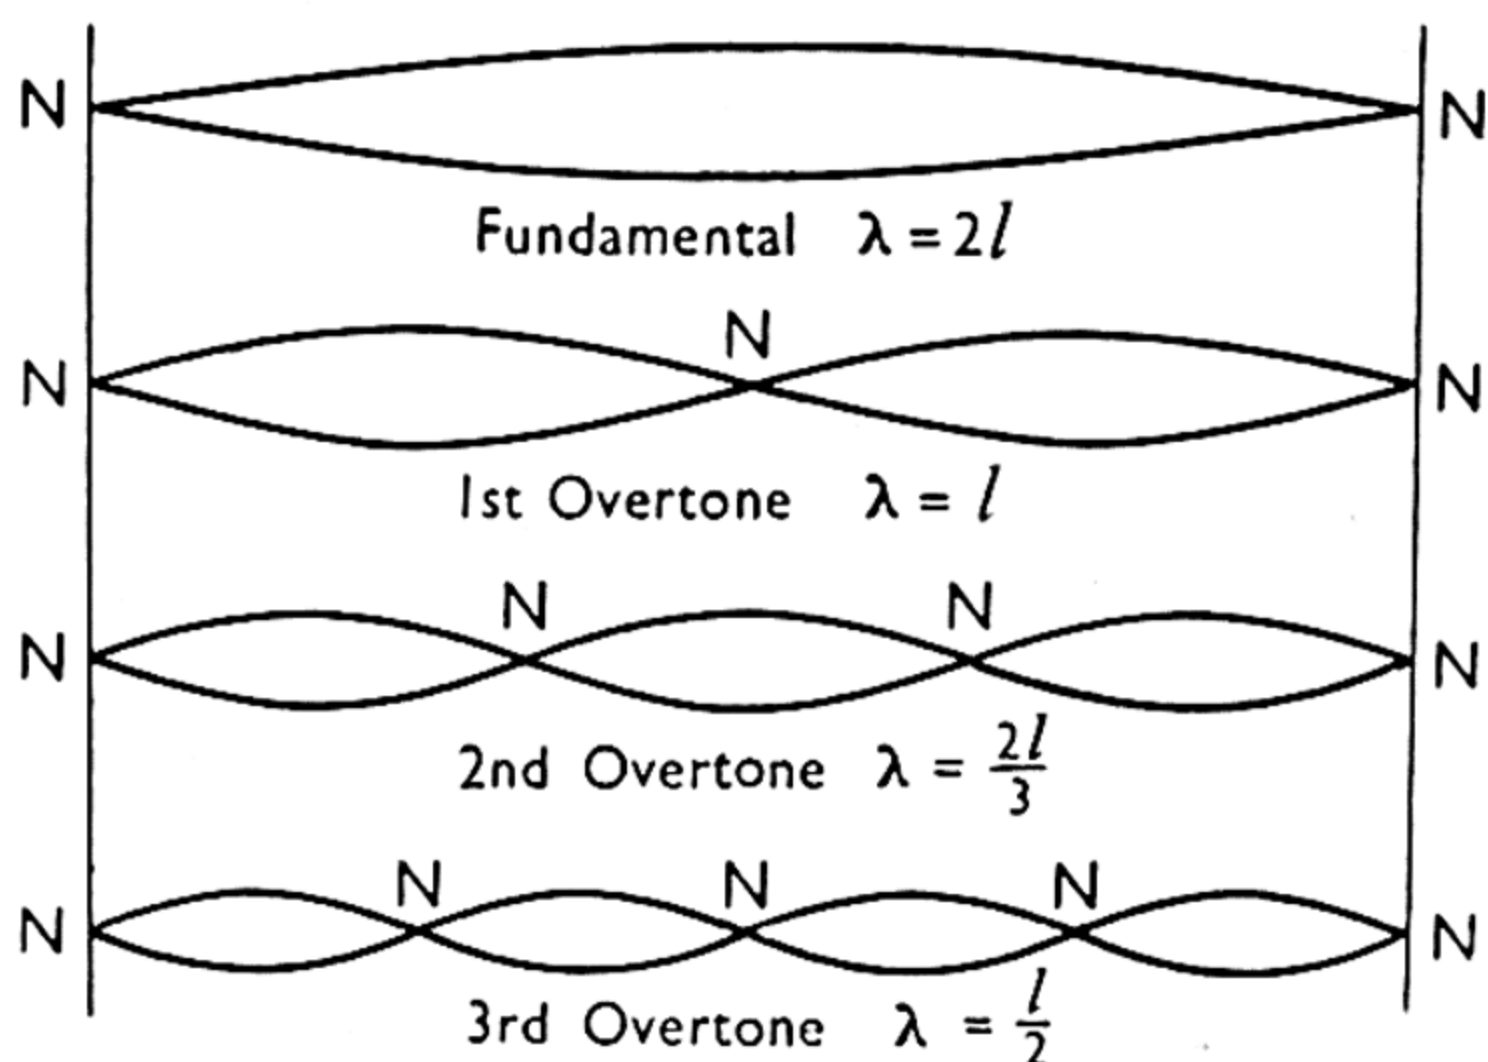 N N
Fundamental λ = 2l
N
N N
1st Overtone λ = l
N N
N N
2nd Overtone λ = 2l/3
N N N
N N
3rd Overtone λ = l/2